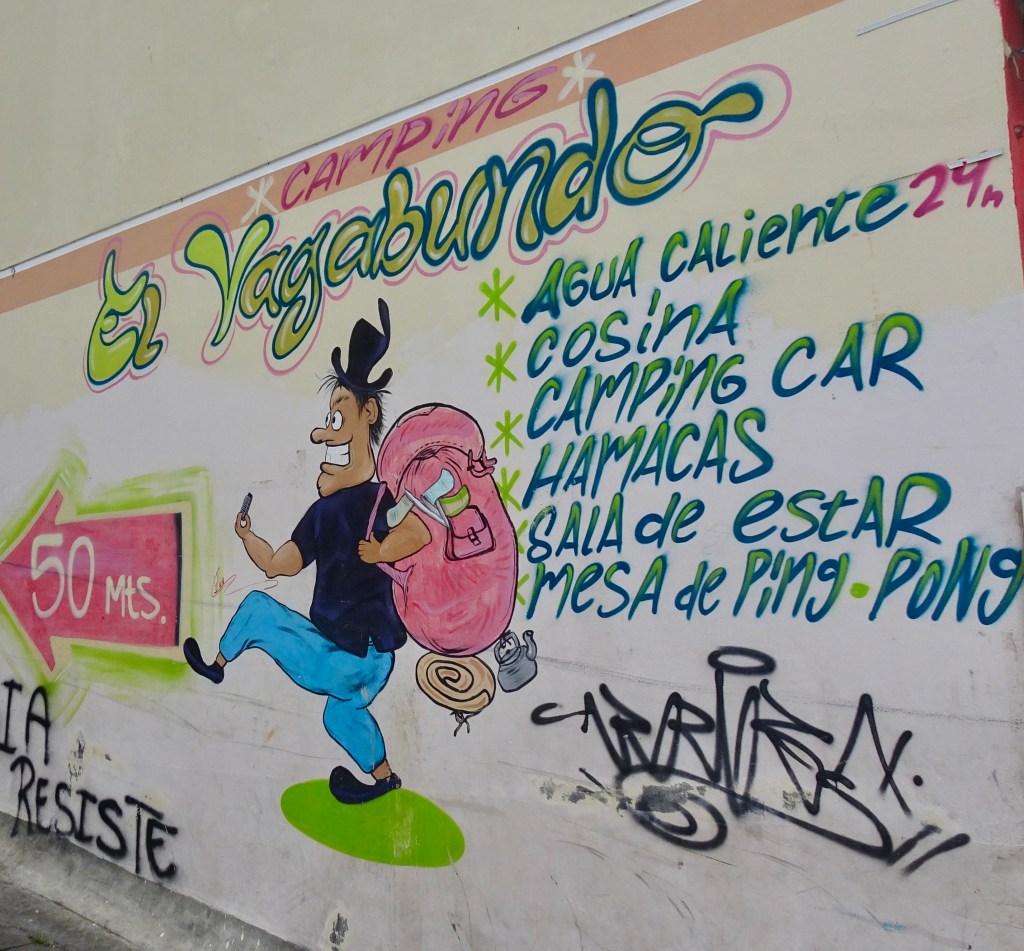 CAMPING
El Vagabundo
AGUA CALiente 24h
COSinA
CAMPinG CAR
HAMACAS
SALA de estAR
mesA de Ping·PONg
50 Mts.
IA
RESISTE